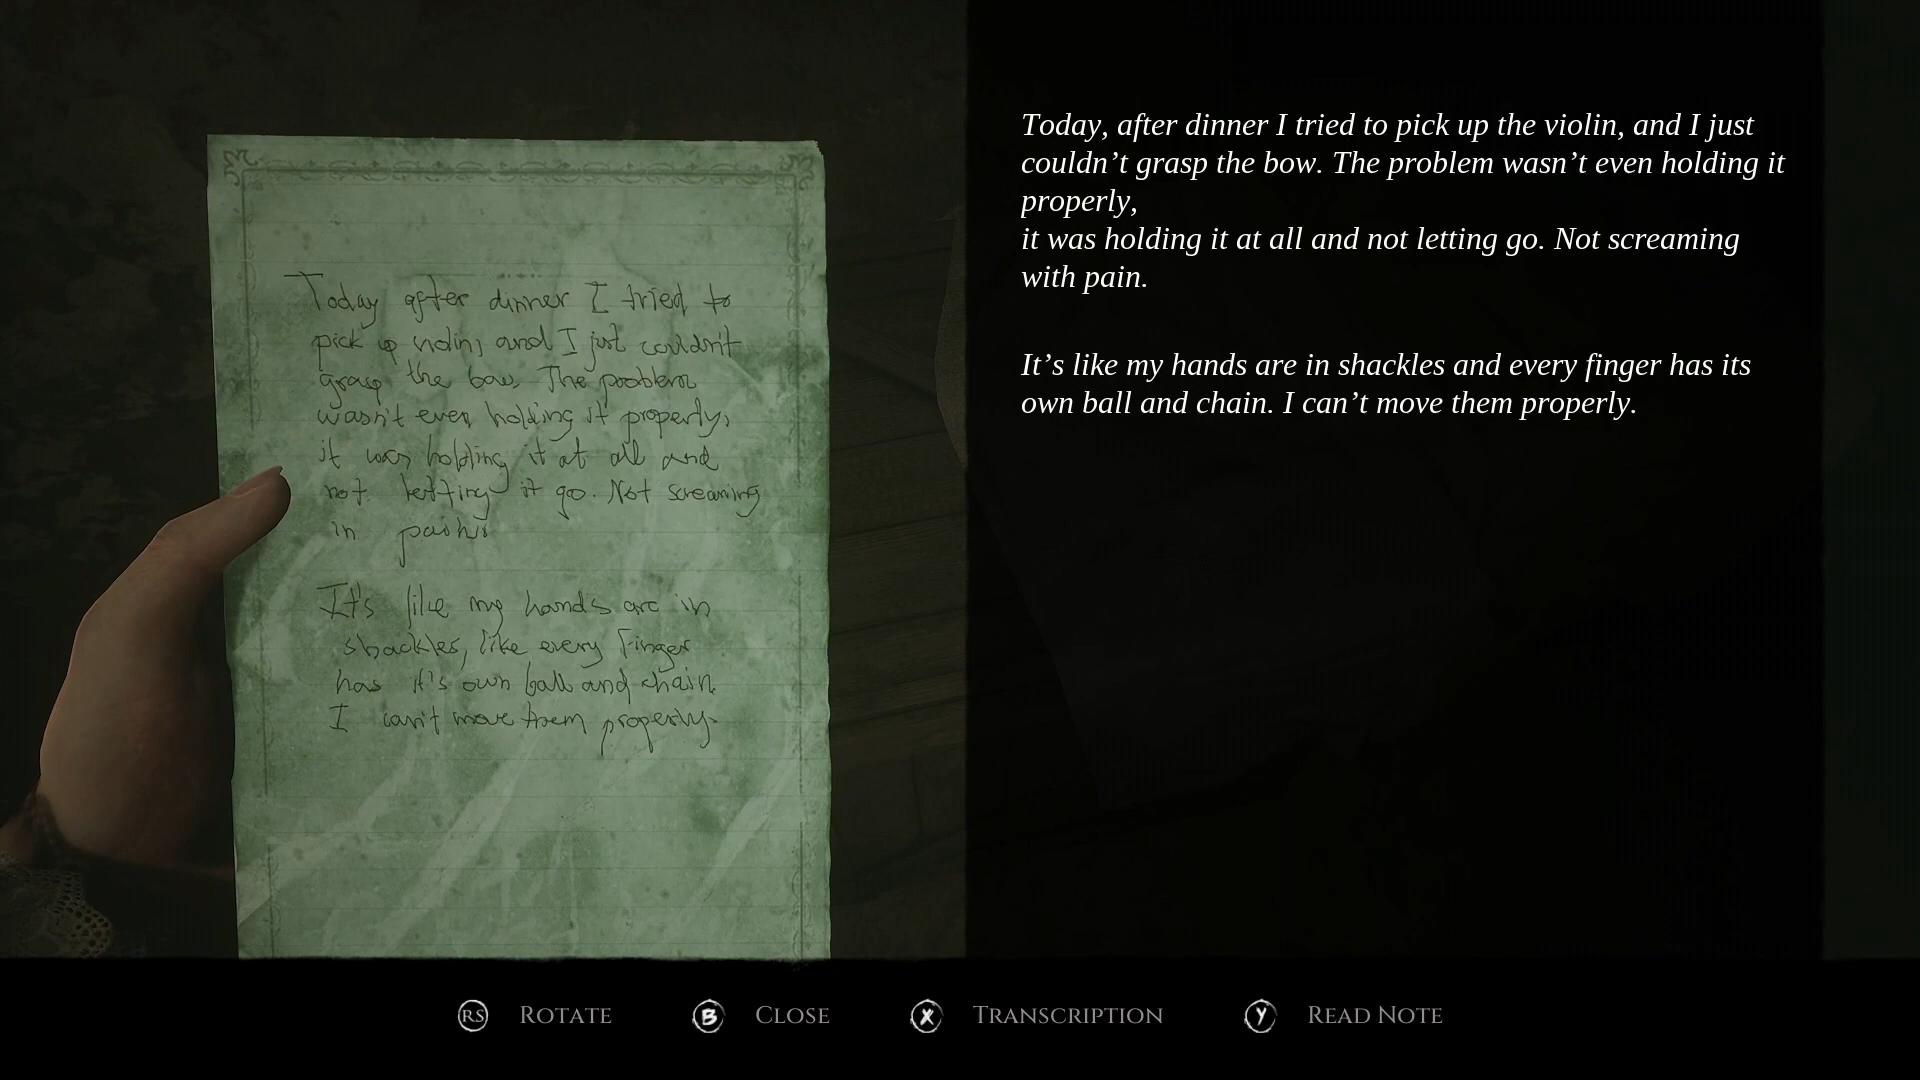 Today after dinner I tried to
pick up violin, and I just couldn't
grasp the bow. The problem
wasn't even holding it properly,
it was holding it at all and
not letting it go. Not screaming
in
It's like my hands are in
shackles, like every finger
has it's own ball and chain.
I can't move them properly.
Today, after dinner I tried to pick up the violin, and I just
couldn’t grasp the bow. The problem wasn’t even holding it
properly,
it was holding it at all and not letting go. Not screaming
with pain.
It’s like my hands are in shackles and every finger has its
own ball and chain. I can’t move them properly.
RS ROTATE B CLOSE X TRANSCRIPTION Y READ NOTE